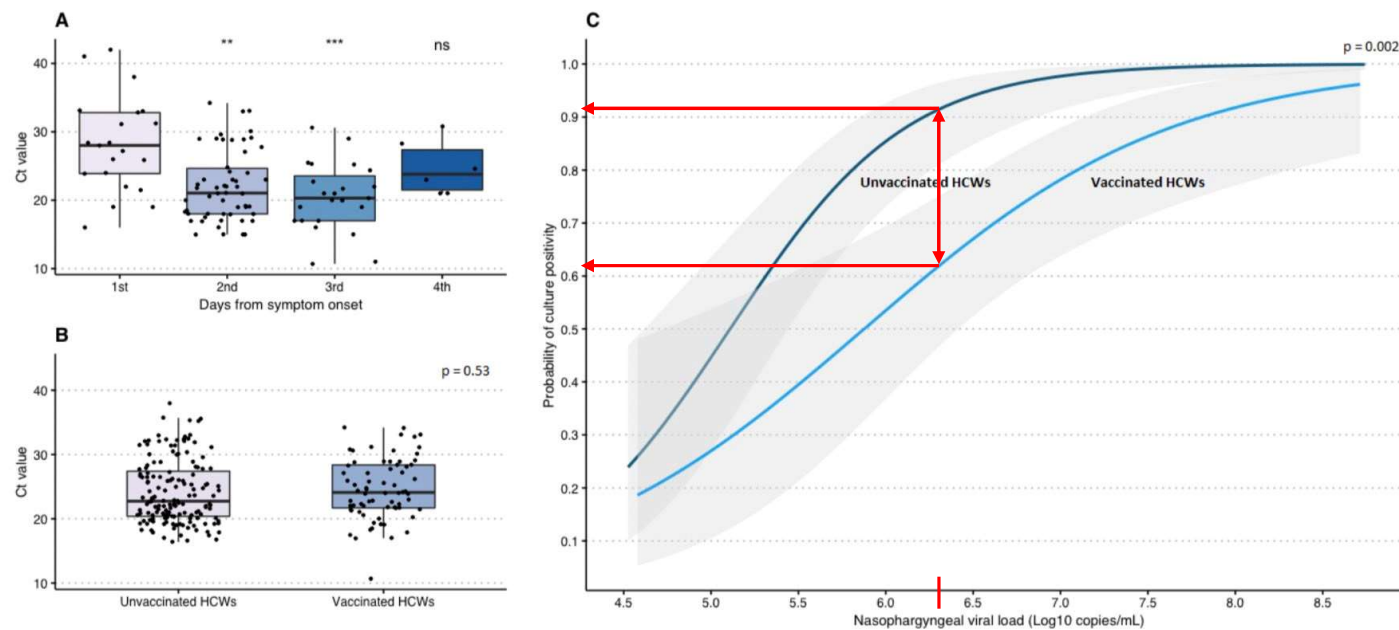 A
** *** ns
40
30
20
10
Ct value
1st 2nd 3rd 4th
Days from symptom onset
B
p = 0.53
40
30
20
10
Ct value
Unvaccinated HCWs Vaccinated HCWs
C
p = 0.002
1.0
0.9
0.8
0.7
0.6
0.5
0.4
0.3
0.2
0.1
Probability of culture positivity
Unvaccinated HCWs
Vaccinated HCWs
4.5 5.0 5.5 6.0 6.5 7.0 7.5 8.0 8.5
Nasophargyngeal viral load (Log10 copies/mL)